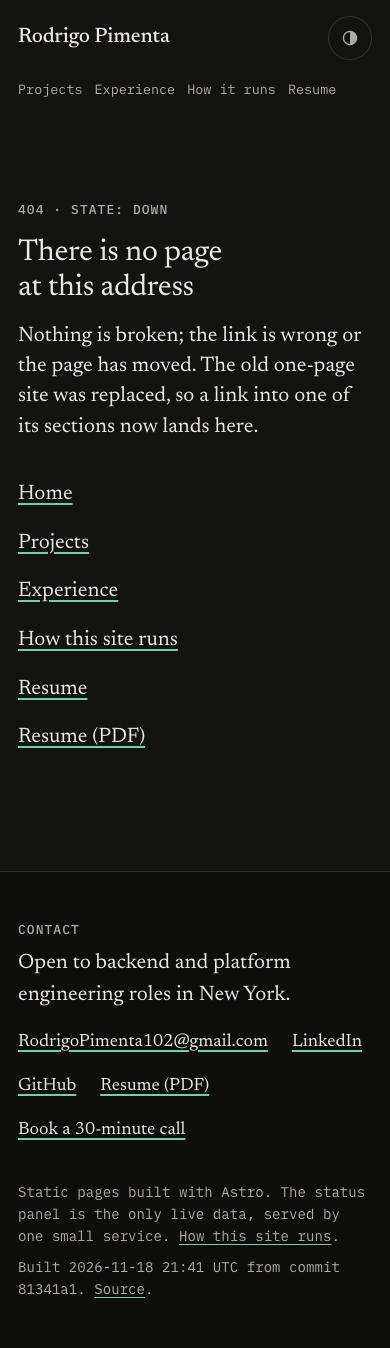 Rodrigo Pimenta
Projects Experience How it runs Resume
404 · STATE: DOWN
There is no page
at this address
Nothing is broken; the link is wrong or
the page has moved. The old one-page
site was replaced, so a link into one of
its sections now lands here.
Home
Projects
Experience
How this site runs
Resume
Resume (PDF)
CONTACT
Open to backend and platform
engineering roles in New York.
RodrigoPimenta102@gmail.com LinkedIn
GitHub Resume (PDF)
Book a 30-minute call
Static pages built with Astro. The status
panel is the only live data, served by
one small service. How this site runs.
Built 2026-11-18 21:41 UTC from commit
81341a1. Source.